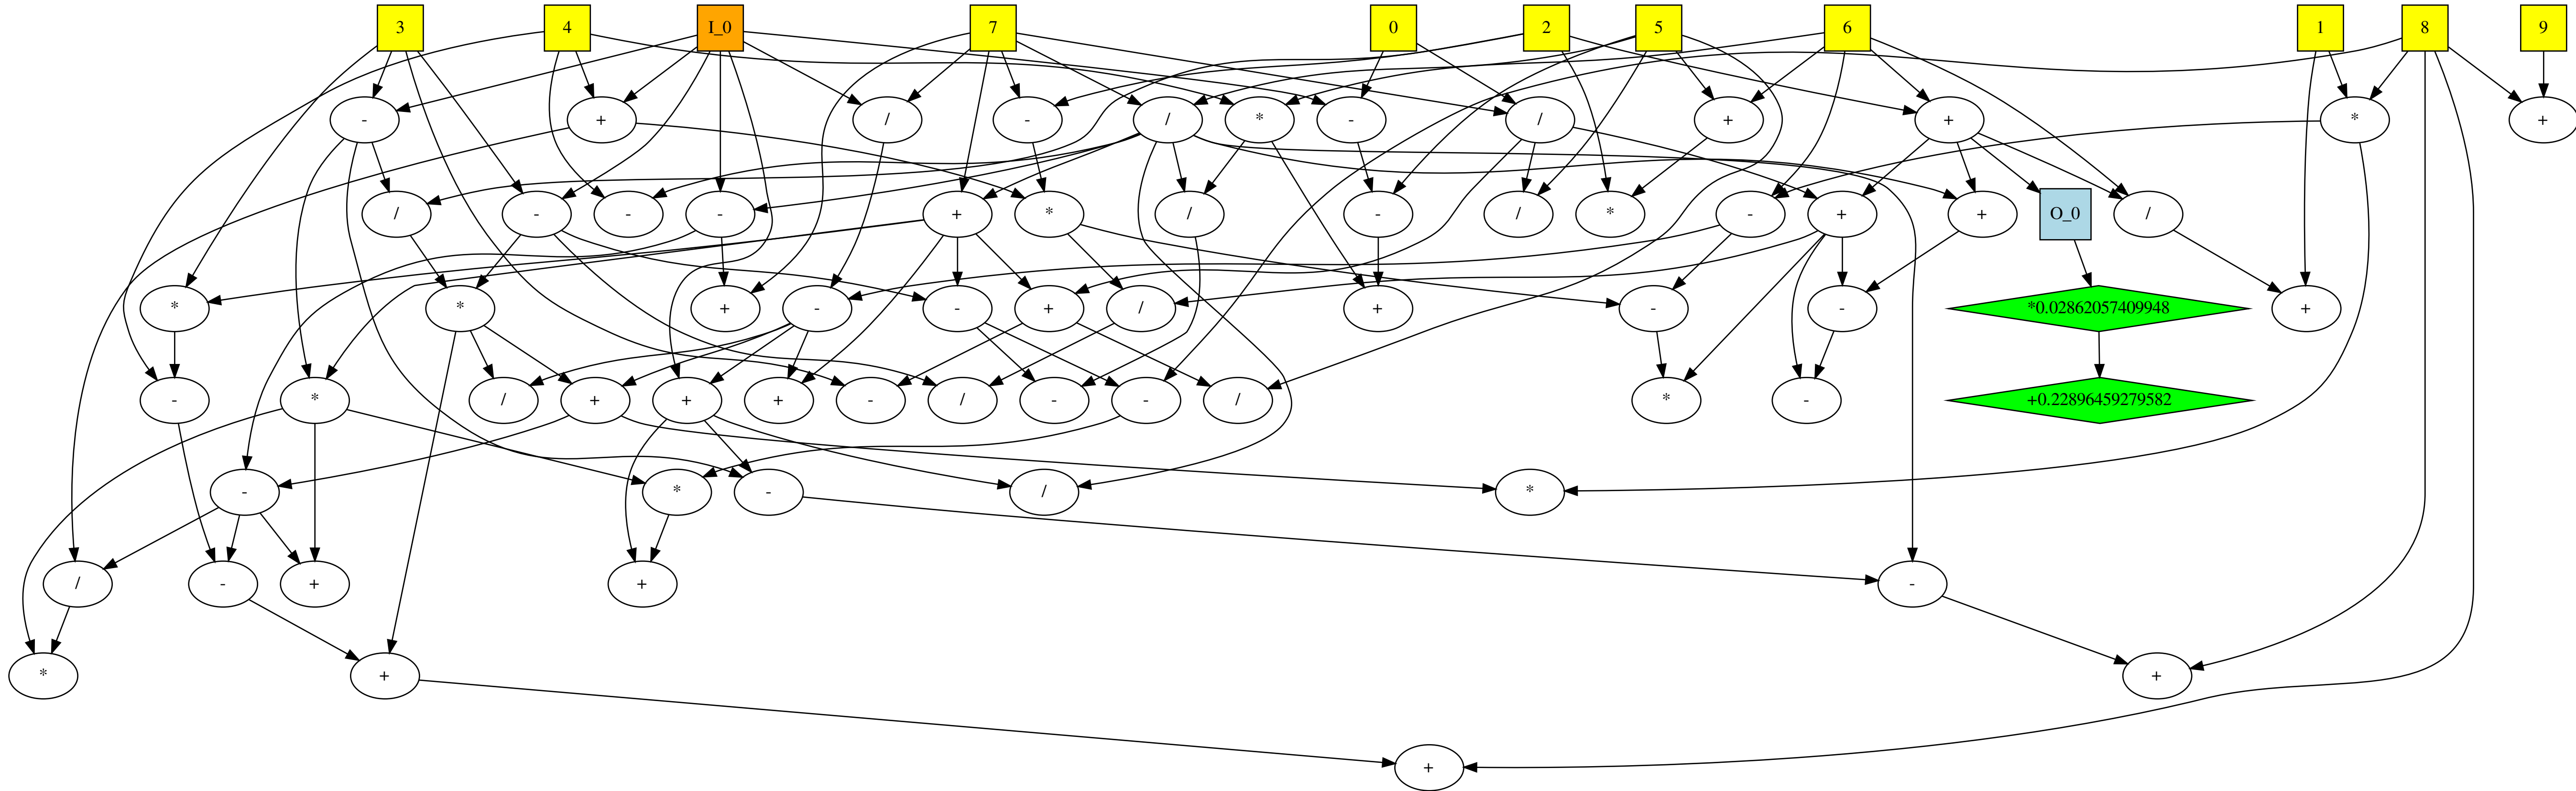 3 4 I_0 7 0 2 5 6 1 8 9
- + / - / * - / + + * +
/ - - - + * / - / * - + + O_0 /
* * + - - + / + - - *0.02862057409948 +
- * / + + + - / - - / * - +0.22896459279582
- * - / *
/ - + + -
* + +
+